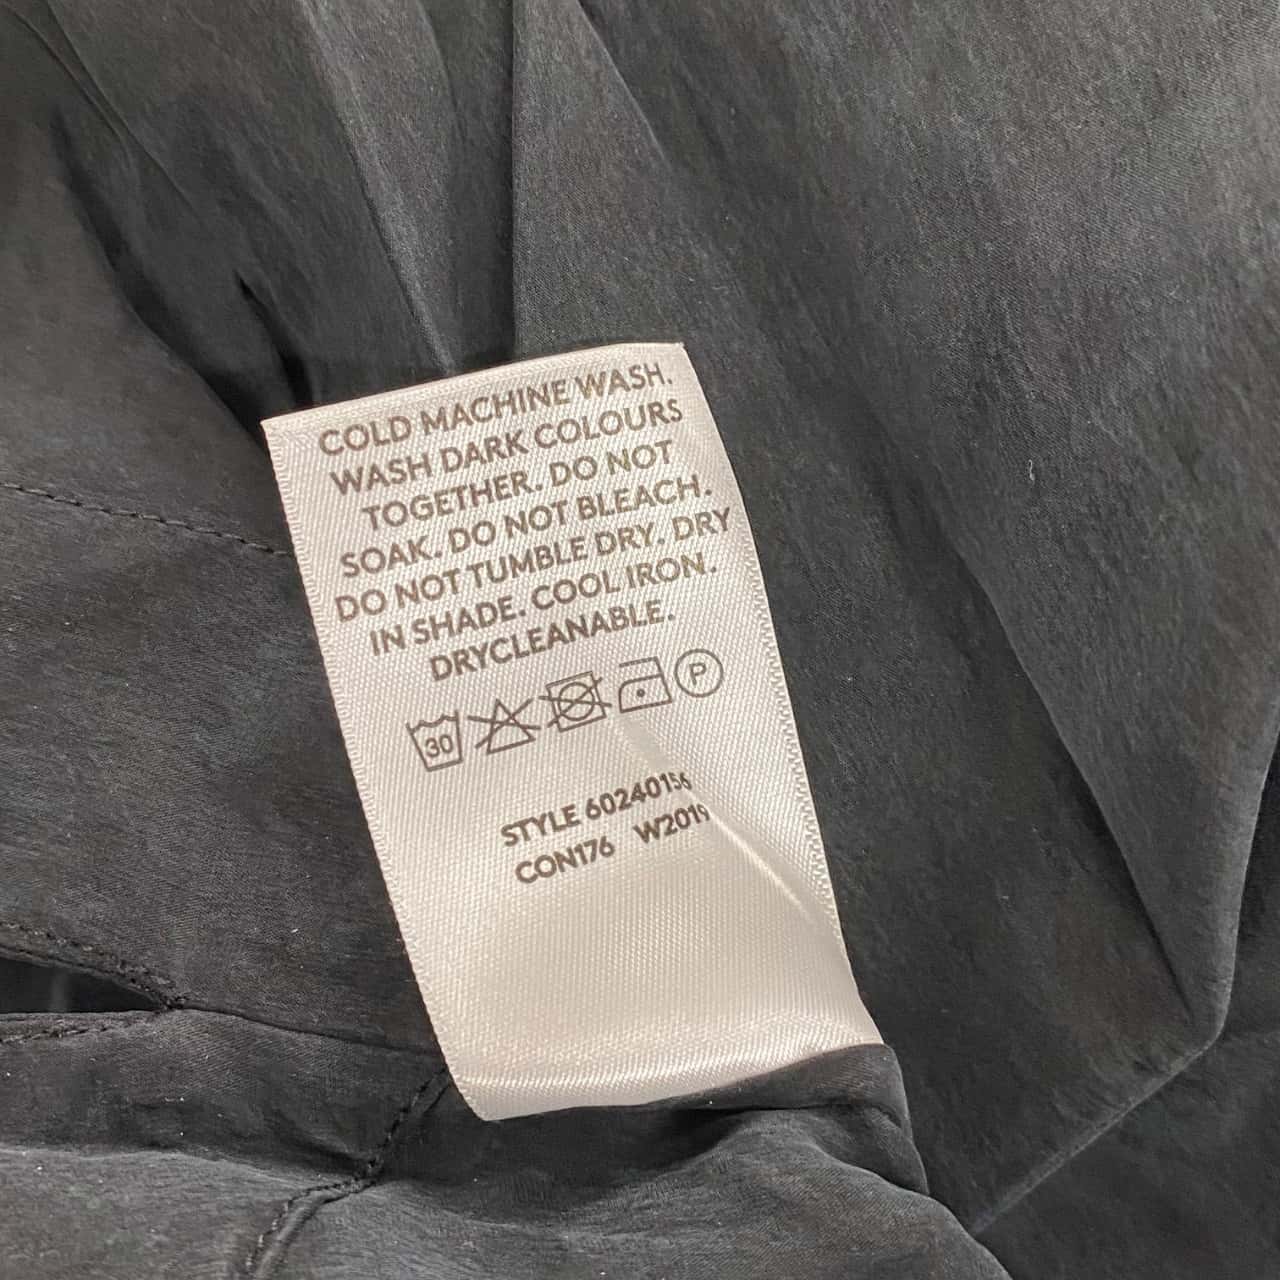 COLD MACHINE WASH.
WASH DARK COLOURS
TOGETHER. DO NOT
SOAK. DO NOT BLEACH.
DO NOT TUMBLE DRY. DRY
IN SHADE. COOL IRON.
DRYCLEANABLE.
30 P
STYLE 60240156
CON176 W2019